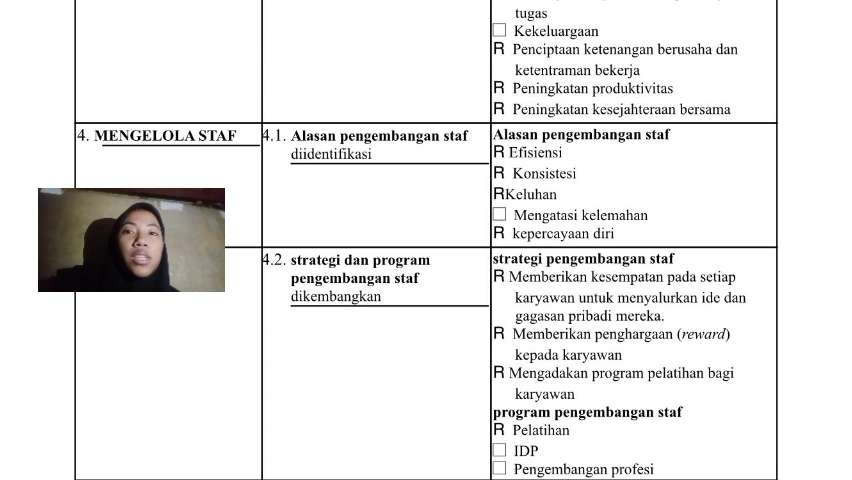 tugas
☐ Kekeluargaan
R Penciptaan ketenangan berusaha dan
ketentraman bekerja
R Peningkatan produktivitas
R Peningkatan kesejahteraan bersama
4. MENGELOLA STAF
4.1. Alasan pengembangan staf
diidentifikasi
Alasan pengembangan staf
R Efisiensi
R Konsistesi
RKeluhan
☐ Mengatasi kelemahan
R kepercayaan diri
4.2. strategi dan program
pengembangan staf
dikembangkan
strategi pengembangan staf
R Memberikan kesempatan pada setiap
karyawan untuk menyalurkan ide dan
gagasan pribadi mereka.
R Memberikan penghargaan (reward)
kepada karyawan
R Mengadakan program pelatihan bagi
karyawan
program pengembangan staf
R Pelatihan
☐ IDP
☐ Pengembangan profesi